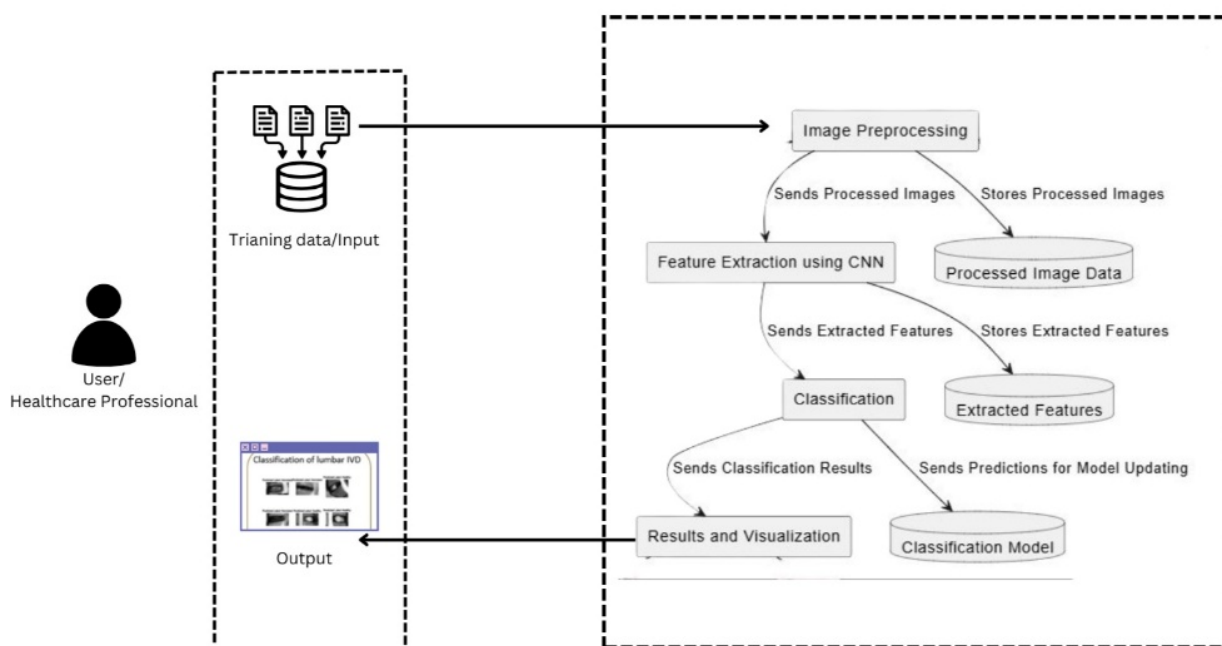 Image Preprocessing
Sends Processed Images
Stores Processed Images
Trianing data/Input
Feature Extraction using CNN
Processed Image Data
Sends Extracted Features
Stores Extracted Features
User/
Healthcare Professional
Classification
Extracted Features
Classification of lumbar IVD
Sends Classification Results
Sends Predictions for Model Updating
Results and Visualization
Classification Model
Output